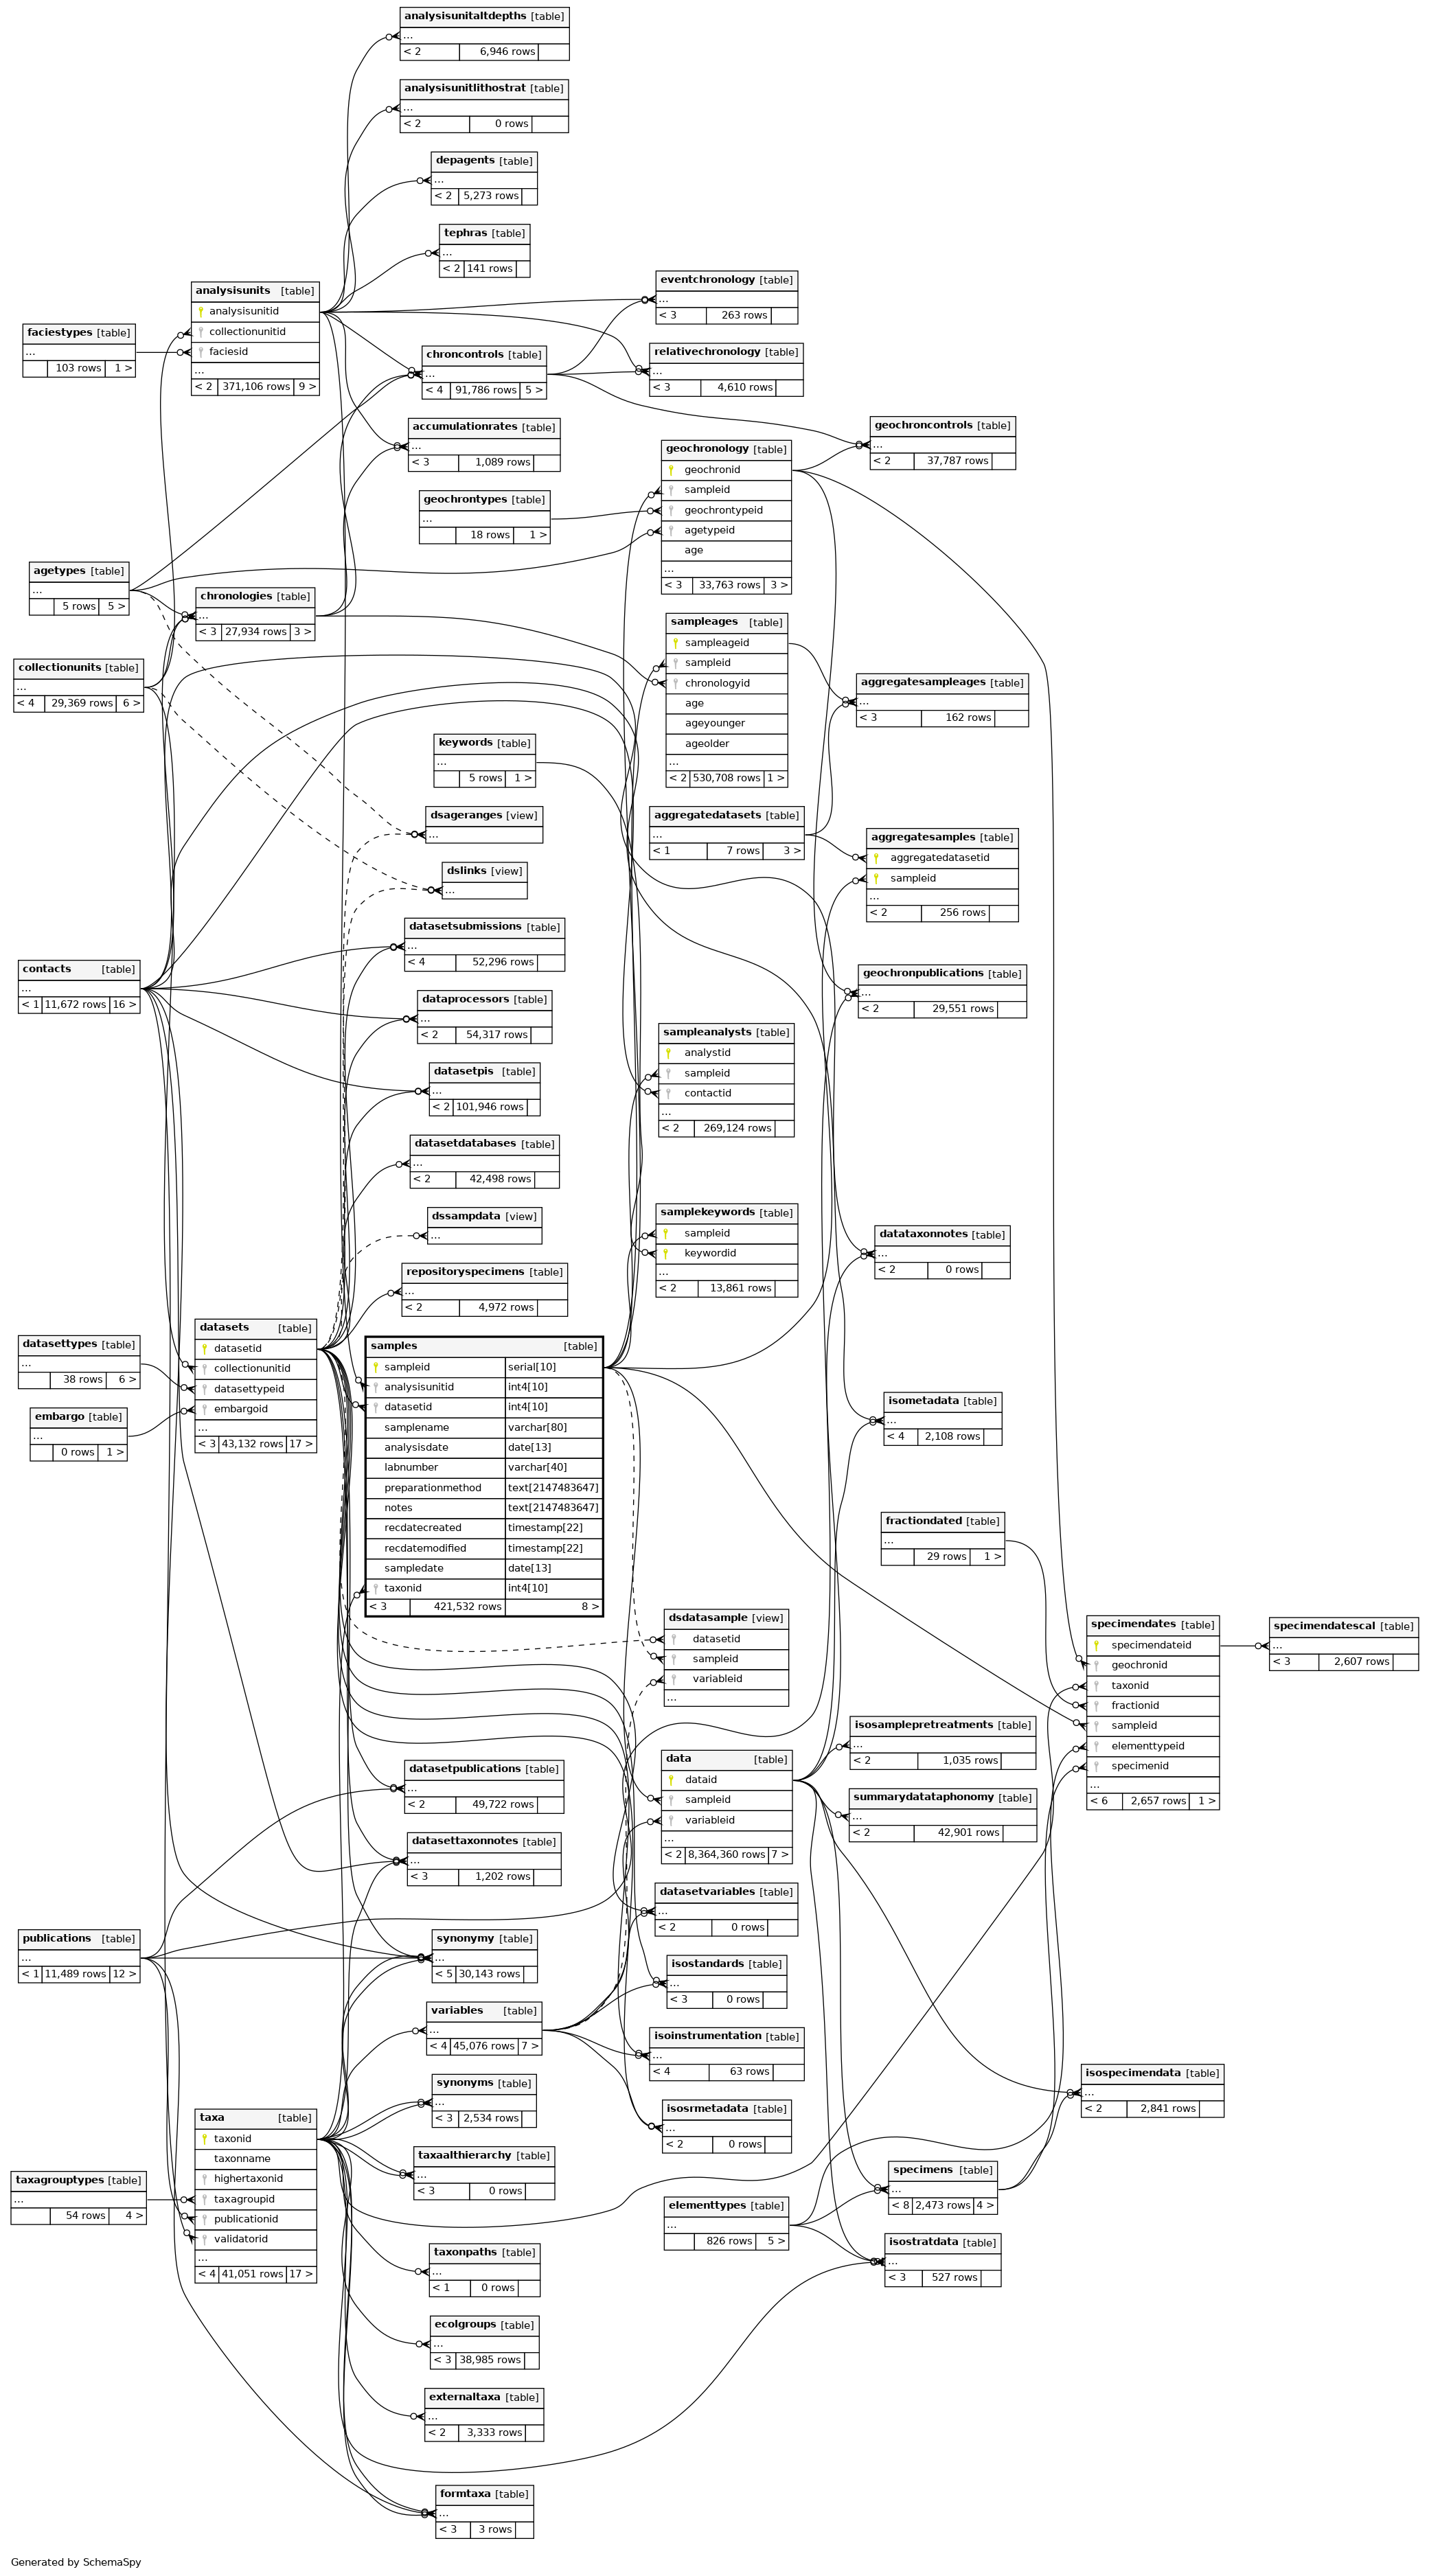 analysisunitaltdepths [table]
...
< 2 6,946 rows
analysisunitlithostrat [table]
...
< 2 0 rows
depagents [table]
...
< 2 5,273 rows
tephras [table]
...
< 2 141 rows
analysisunits [table]
analysisunitid
collectionunitid
faciesid
...
< 2 371,106 rows 9 >
faciestypes [table]
...
103 rows 1 >
eventchronology [table]
...
< 3 263 rows
relativechronology [table]
...
< 3 4,610 rows
chroncontrols [table]
...
< 4 91,786 rows 5 >
accumulationrates [table]
...
< 3 1,089 rows
geochroncontrols [table]
...
< 2 37,787 rows
geochronology [table]
geochronid
sampleid
geochrontypeid
agetypeid
age
...
< 3 33,763 rows 3 >
geochrontypes [table]
...
18 rows 1 >
agetypes [table]
...
5 rows 5 >
chronologies [table]
...
< 3 27,934 rows 3 >
sampleages [table]
sampleageid
sampleid
chronologyid
age
ageyounger
ageolder
...
< 2 530,708 rows 1 >
collectionunits [table]
...
< 4 29,369 rows 6 >
aggregatesampleages [table]
...
< 3 162 rows
keywords [table]
...
5 rows 1 >
dsageranges [view]
...
aggregatedatasets [table]
...
< 1 7 rows 3 >
aggregatesamples [table]
aggregatedatasetid
sampleid
...
< 2 256 rows
dslinks [view]
...
datasetsubmissions [table]
...
< 4 52,296 rows
contacts [table]
...
< 1 11,672 rows 16 >
geochronpublications [table]
...
< 2 29,551 rows
dataprocessors [table]
...
< 2 54,317 rows
sampleanalysts [table]
analystid
sampleid
contactid
...
< 2 269,124 rows
datasetpis [table]
...
< 2 101,946 rows
datasetdatabases [table]
...
< 2 42,498 rows
dssampdata [view]
...
samplekeywords [table]
sampleid
keywordid
...
< 2 13,861 rows
datataxonnotes [table]
...
< 2 0 rows
repositoryspecimens [table]
...
< 2 4,972 rows
datasets [table]
datasetid
collectionunitid
datasettypeid
embargoid
...
< 3 43,132 rows 17 >
datasettypes [table]
...
38 rows 6 >
embargo [table]
...
0 rows 1 >
samples [table]
sampleid serial[10]
analysisunitid int4[10]
datasetid int4[10]
samplename varchar[80]
analysisdate date[13]
labnumber varchar[40]
preparationmethod text[2147483647]
notes text[2147483647]
recdatecreated timestamp[22]
recdatemodified timestamp[22]
sampledate date[13]
taxonid int4[10]
< 3 421,532 rows 8 >
isometadata [table]
...
< 4 2,108 rows
fractiondated [table]
...
29 rows 1 >
dsdatasample [view]
datasetid
sampleid
variableid
...
specimendates [table]
specimendateid
geochronid
taxonid
fractionid
sampleid
elementtypeid
specimenid
...
< 6 2,657 rows 1 >
specimendatescal [table]
...
< 3 2,607 rows
isosamplepretreatments [table]
...
< 2 1,035 rows
data [table]
dataid
sampleid
variableid
...
< 2 8,364,360 rows 7 >
summarydatataphonomy [table]
...
< 2 42,901 rows
datasetpublications [table]
...
< 2 49,722 rows
datasettaxonnotes [table]
...
< 3 1,202 rows
datasetvariables [table]
...
< 2 0 rows
publications [table]
...
< 1 11,489 rows 12 >
synonymy [table]
...
< 5 30,143 rows
isostandards [table]
...
< 3 0 rows
variables [table]
...
< 4 45,076 rows 7 >
isoinstrumentation [table]
...
< 4 63 rows
synonyms [table]
...
< 3 2,534 rows
isosrmetadata [table]
...
< 2 0 rows
isospecimendata [table]
...
< 2 2,841 rows
taxa [table]
taxonid
taxonname
highertaxonid
taxagroupid
publicationid
validatorid
...
< 4 41,051 rows 17 >
taxagrouptypes [table]
...
54 rows 4 >
taxaalthierarchy [table]
...
< 3 0 rows
specimens [table]
...
< 8 2,473 rows 4 >
elementtypes [table]
...
826 rows 5 >
isostratdata [table]
...
< 3 527 rows
taxonpaths [table]
...
< 1 0 rows
ecolgroups [table]
...
< 3 38,985 rows
externaltaxa [table]
...
< 2 3,333 rows
formtaxa [table]
...
< 3 3 rows
Generated by SchemaSpy